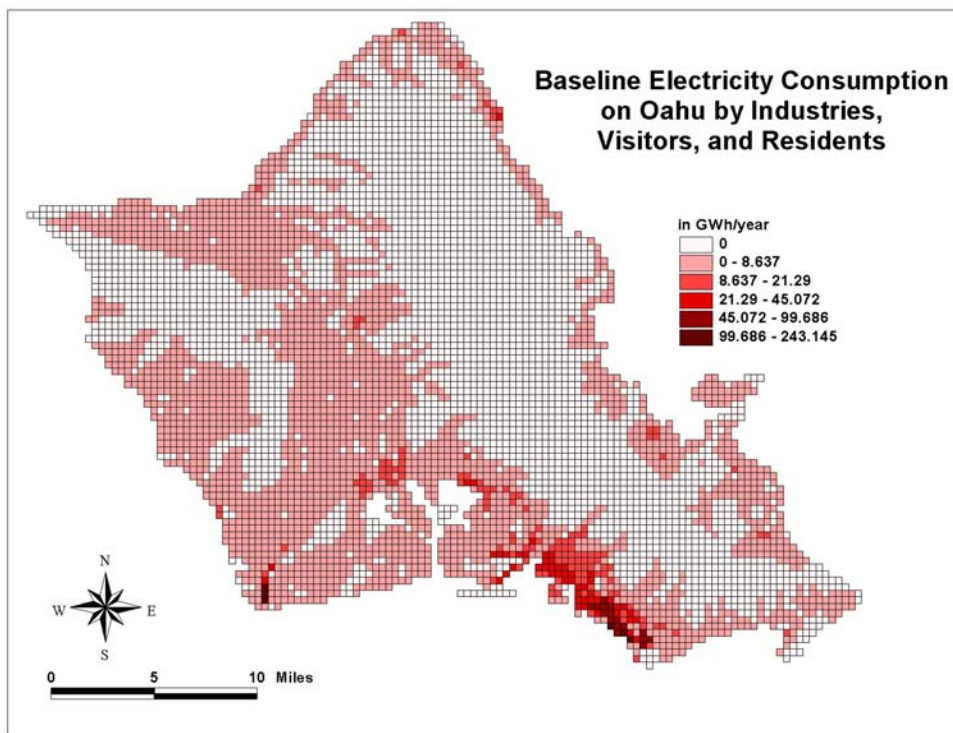 Baseline Electricity Consumption
on Oahu by Industries,
Visitors, and Residents
in GWh/year
0
0 - 8.637
8.637 - 21.29
21.29 - 45.072
45.072 - 99.686
99.686 - 243.145
N
W E
S
0 5 10 Miles